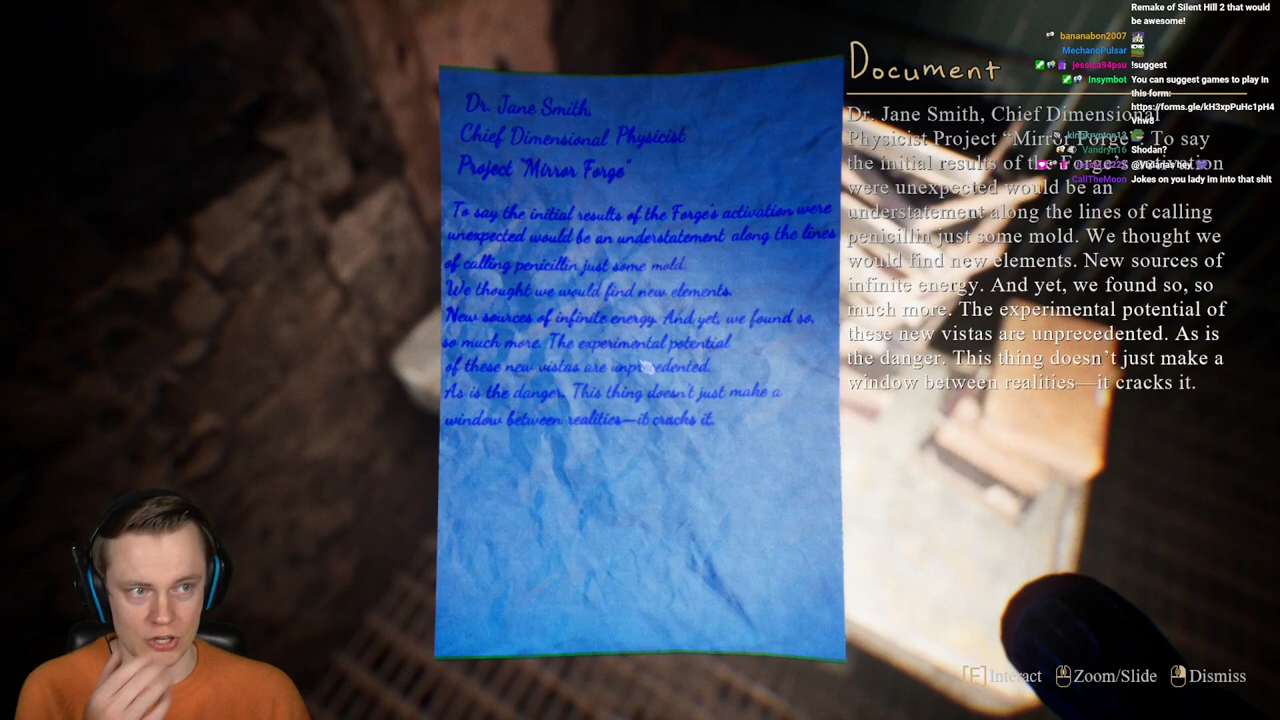 Dr. Jane Smith,
Chief Dimensional Physicist
Project "Mirror Forge"
To say the initial results of the Forge's activation were
unexpected would be an understatement along the lines
of calling penicillin just some mold.
We thought we would find new elements.
New sources of infinite energy. And yet, we found so,
so much more. The experimental potential
of these new vistas are unprecedented.
As is the danger. This thing doesn't just make a
window between realities—it cracks it.
Document
Dr. Jane Smith, Chief Dimensional
Physicist Project “Mirror Forge”. To say
the initial results of the Forge's activation
were unexpected would be an
understatement along the lines of calling
penicillin just some mold. We thought we
would find new elements. New sources of
infinite energy. And yet, we found so, so
much more. The experimental potential of
these new vistas are unprecedented. As is
the danger. This thing doesn't just make a
window between realities—it cracks it.
Remake of Silent Hill 2 that would
be awesome!
bananabon2007
MechanoPulsar
jessica94psu !suggest
Insymbot You can suggest games to play in
this form:
https://forms.gle/kH3xpPuHc1pH4
Vhw8
Vandryn16 Shodan?
CallTheMoon Jokes on you lady im into that shit
[F] Interact Zoom/Slide Dismiss